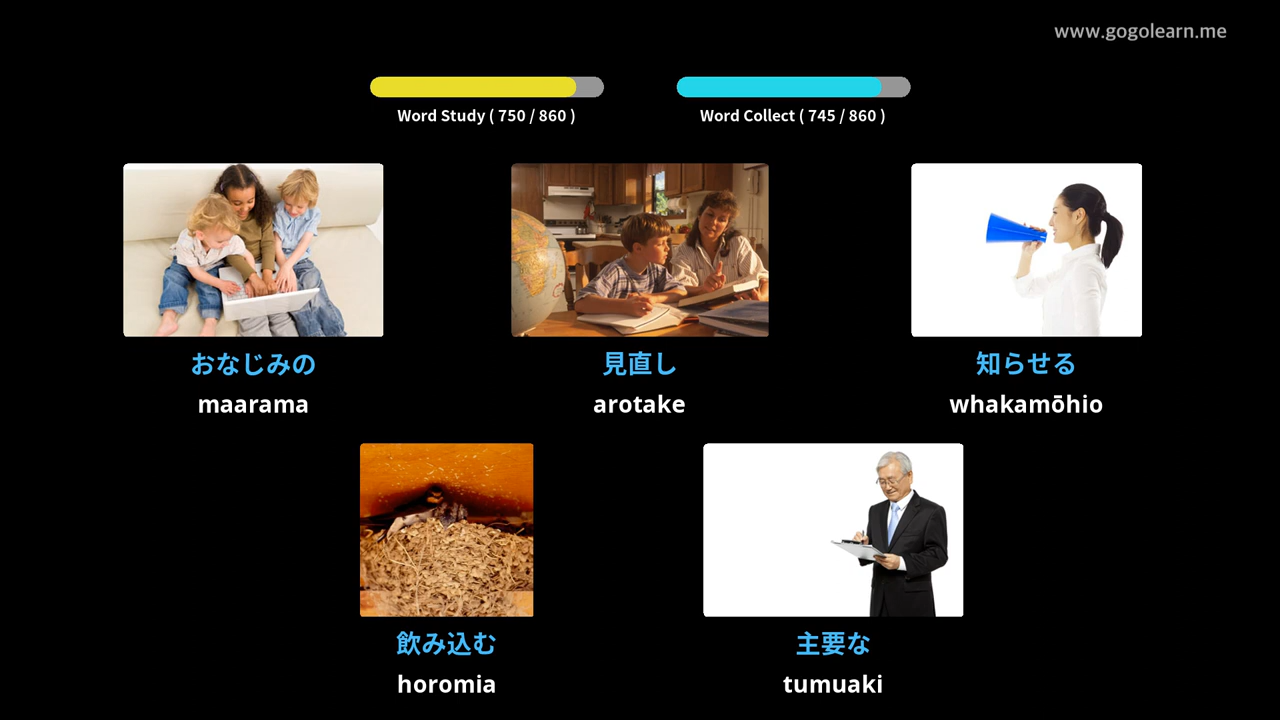 www.gogolearn.me
Word Study ( 750 / 860 )
Word Collect ( 745 / 860 )
おなじみの
maarama
見直し
arotake
知らせる
whakamōhio
飲み込む
horomia
主要な
tumuaki